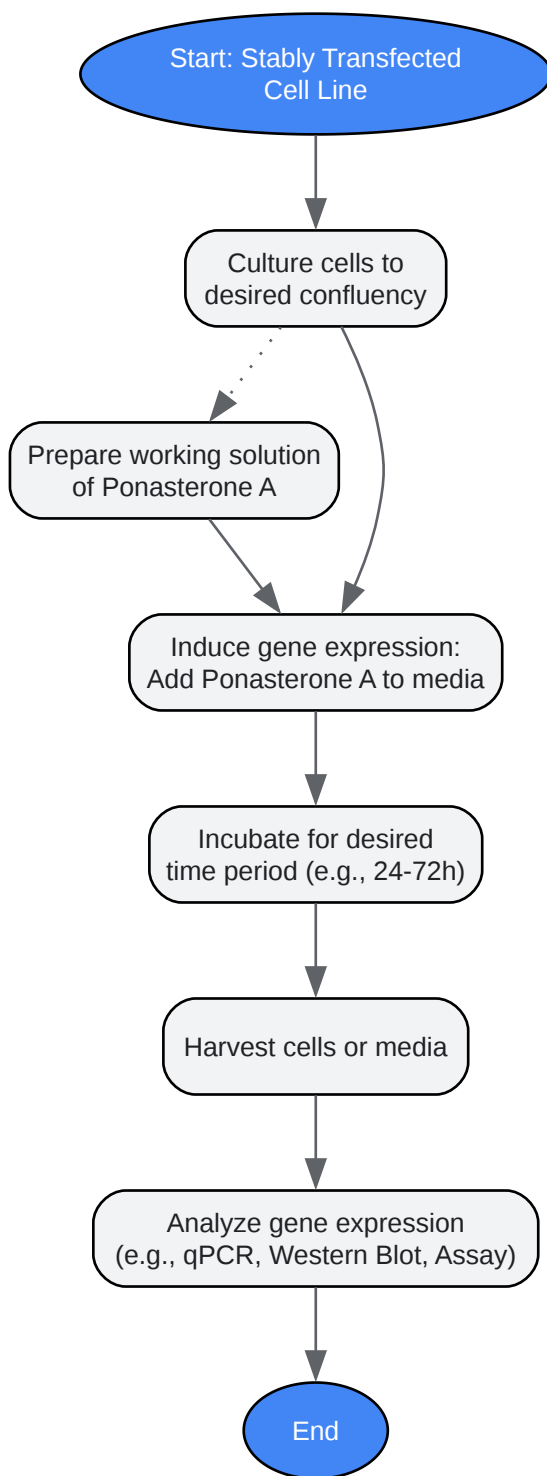 Start: Stably Transfected
Cell Line
Culture cells to
desired confluency
Prepare working solution
of Ponasterone A
Induce gene expression:
Add Ponasterone A to media
Incubate for desired
time period (e.g., 24-72h)
Harvest cells or media
Analyze gene expression
(e.g., qPCR, Western Blot, Assay)
End